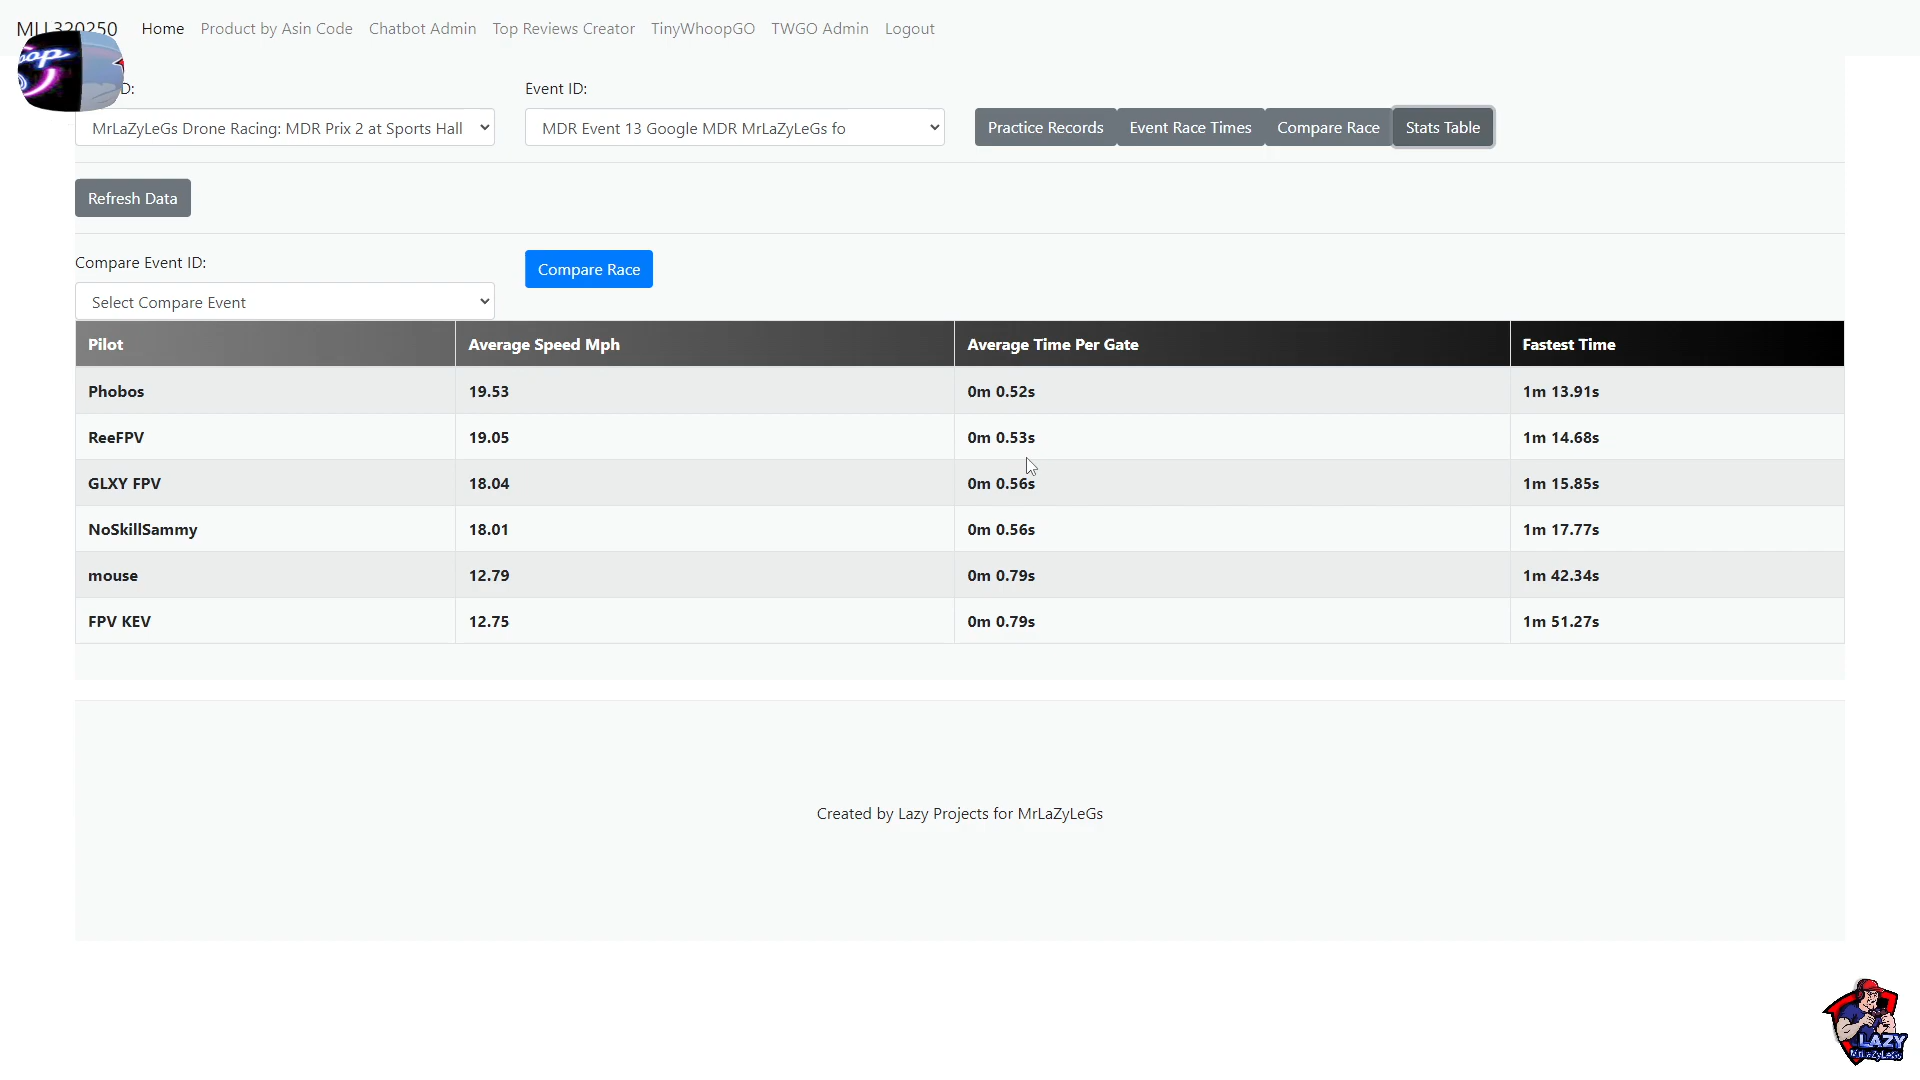 Home Product by Asin Code Chatbot Admin Top Reviews Creator TinyWhoopGO TWGO Admin Logout
D:
Event ID:
MrLaZyLeGs Drone Racing: MDR Prix 2 at Sports Hall
MDR Event 13 Google MDR MrLaZyLeGs fo
Practice Records Event Race Times Compare Race Stats Table
Refresh Data
Compare Event ID:
Compare Race
Select Compare Event
Pilot Average Speed Mph Average Time Per Gate Fastest Time
Phobos 19.53 0m 0.52s 1m 13.91s
ReeFPV 19.05 0m 0.53s 1m 14.68s
GLXY FPV 18.04 0m 0.56s 1m 15.85s
NoSkillSammy 18.01 0m 0.56s 1m 17.77s
mouse 12.79 0m 0.79s 1m 42.34s
FPV KEV 12.75 0m 0.79s 1m 51.27s
Created by Lazy Projects for MrLaZyLeGs
LAZY
MrLaZyLeGs